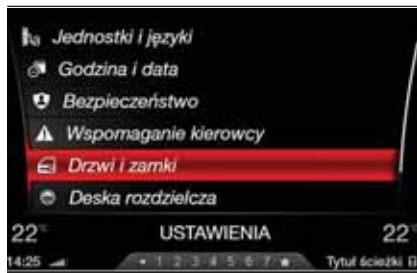 Jednostki i języki
Godzina i data
Bezpieczeństwo
Wspomaganie kierowcy
Drzwi i zamki
Deska rozdzielcza
22° USTAWIENIA 22°
14:25 1 2 3 4 5 6 7 Tytuł ścieżki